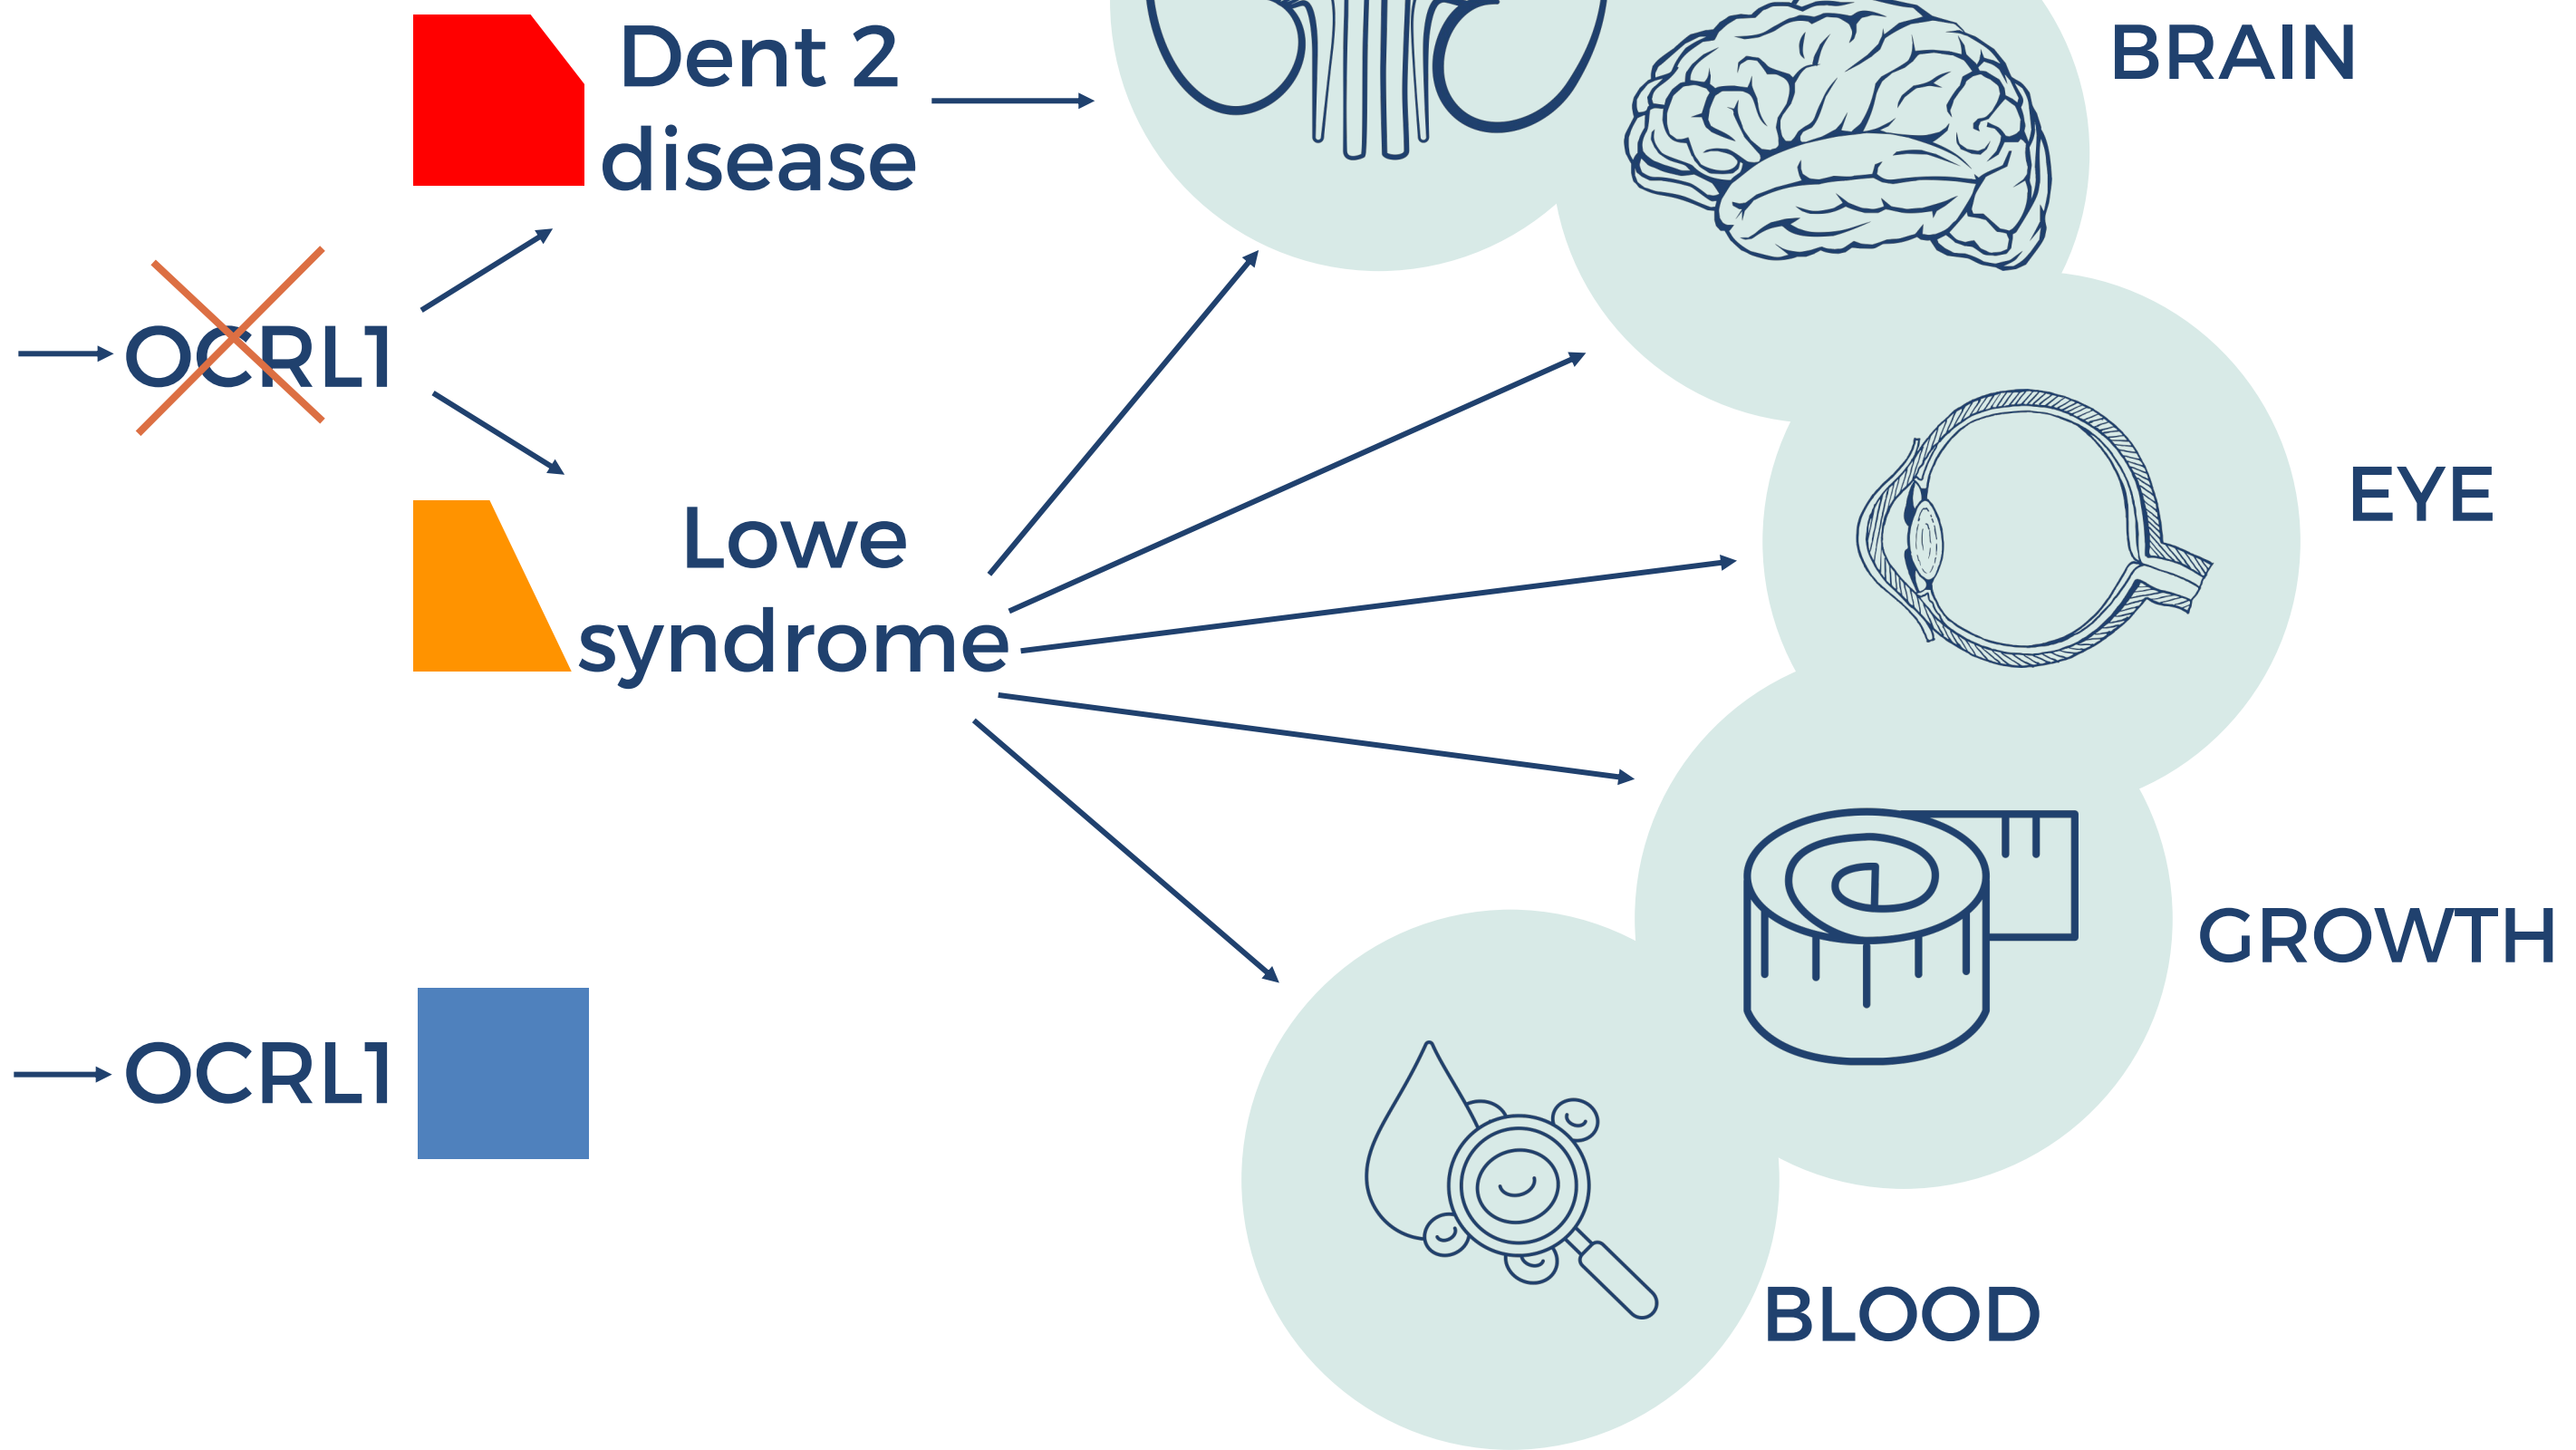 Dent 2
disease
BRAIN
OCRL1
EYE
Lowe
syndrome
GROWTH
OCRL1
BLOOD